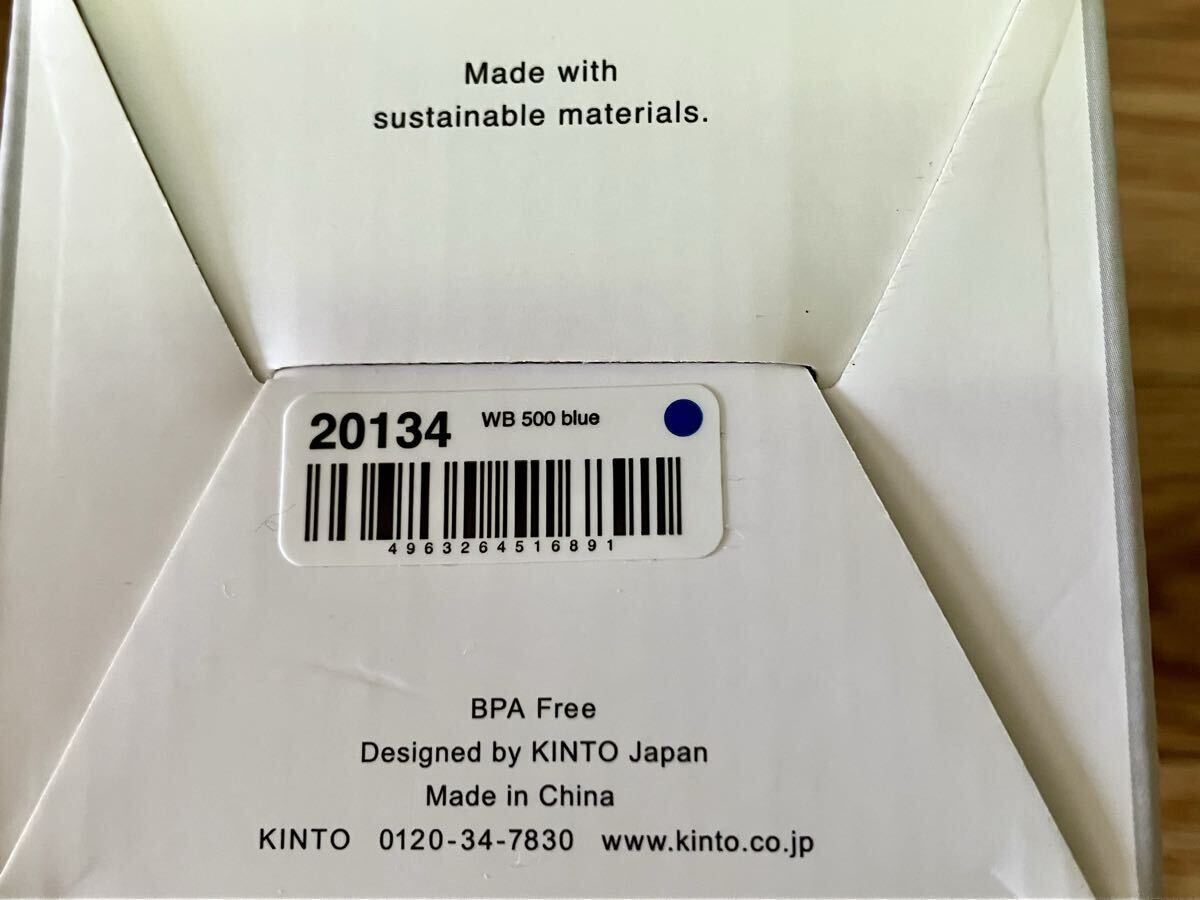 Made with
sustainable materials.
20134 WB 500 blue
4963264516891
BPA Free
Designed by KINTO Japan
Made in China
KINTO 0120-34-7830 www.kinto.co.jp